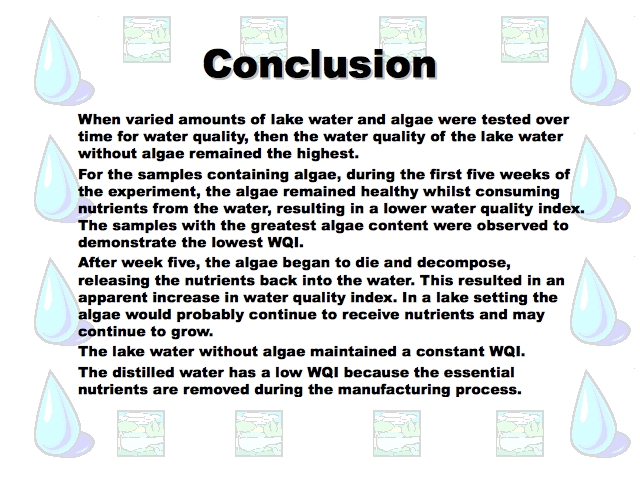 Conclusion
When varied amounts of lake water and algae were tested over
time for water quality, then the water quality of the lake water
without algae remained the highest.
For the samples containing algae, during the first five weeks of
the experiment, the algae remained healthy whilst consuming
nutrients from the water, resulting in a lower water quality index.
The samples with the greatest algae content were observed to
demonstrate the lowest WQI.
After week five, the algae began to die and decompose,
releasing the nutrients back into the water. This resulted in an
apparent increase in water quality index. In a lake setting the
algae would probably continue to receive nutrients and may
continue to grow.
The lake water without algae maintained a constant WQI.
The distilled water has a low WQI because the essential
nutrients are removed during the manufacturing process.